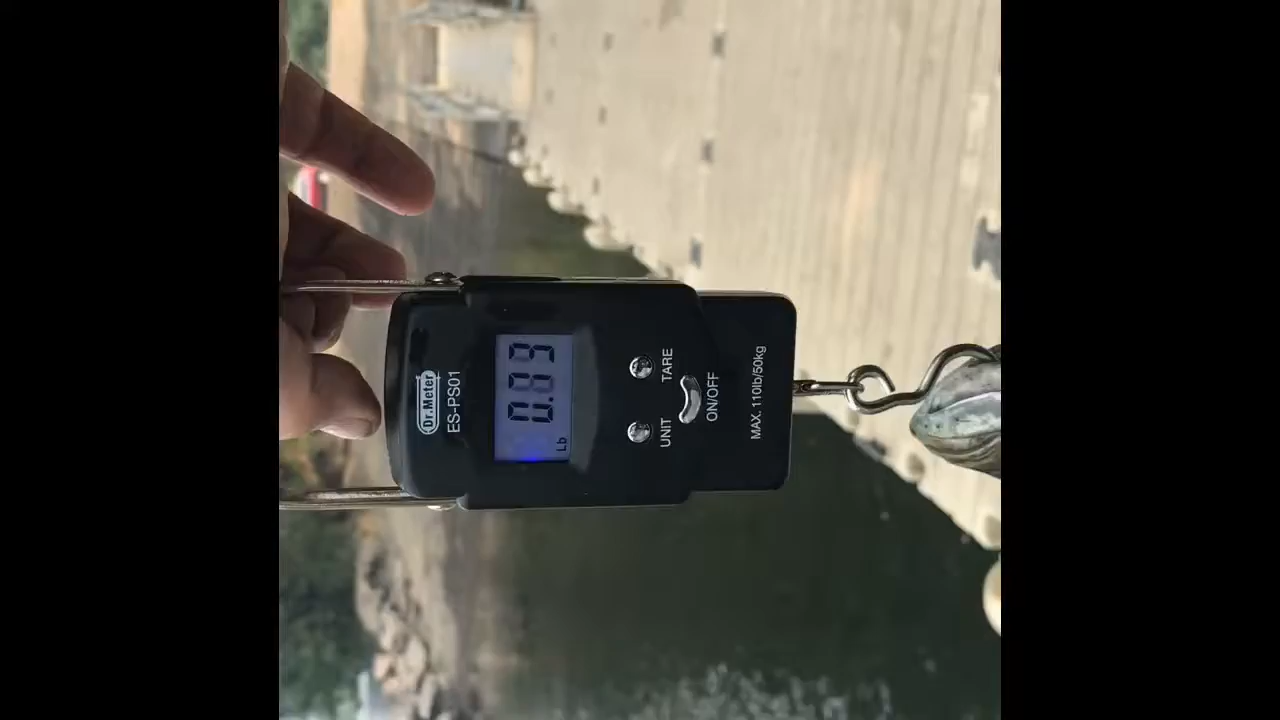 Dr.Meter
ES-PS01
0.89
Lb
UNIT TARE
ON/OFF
MAX. 110lb/50kg